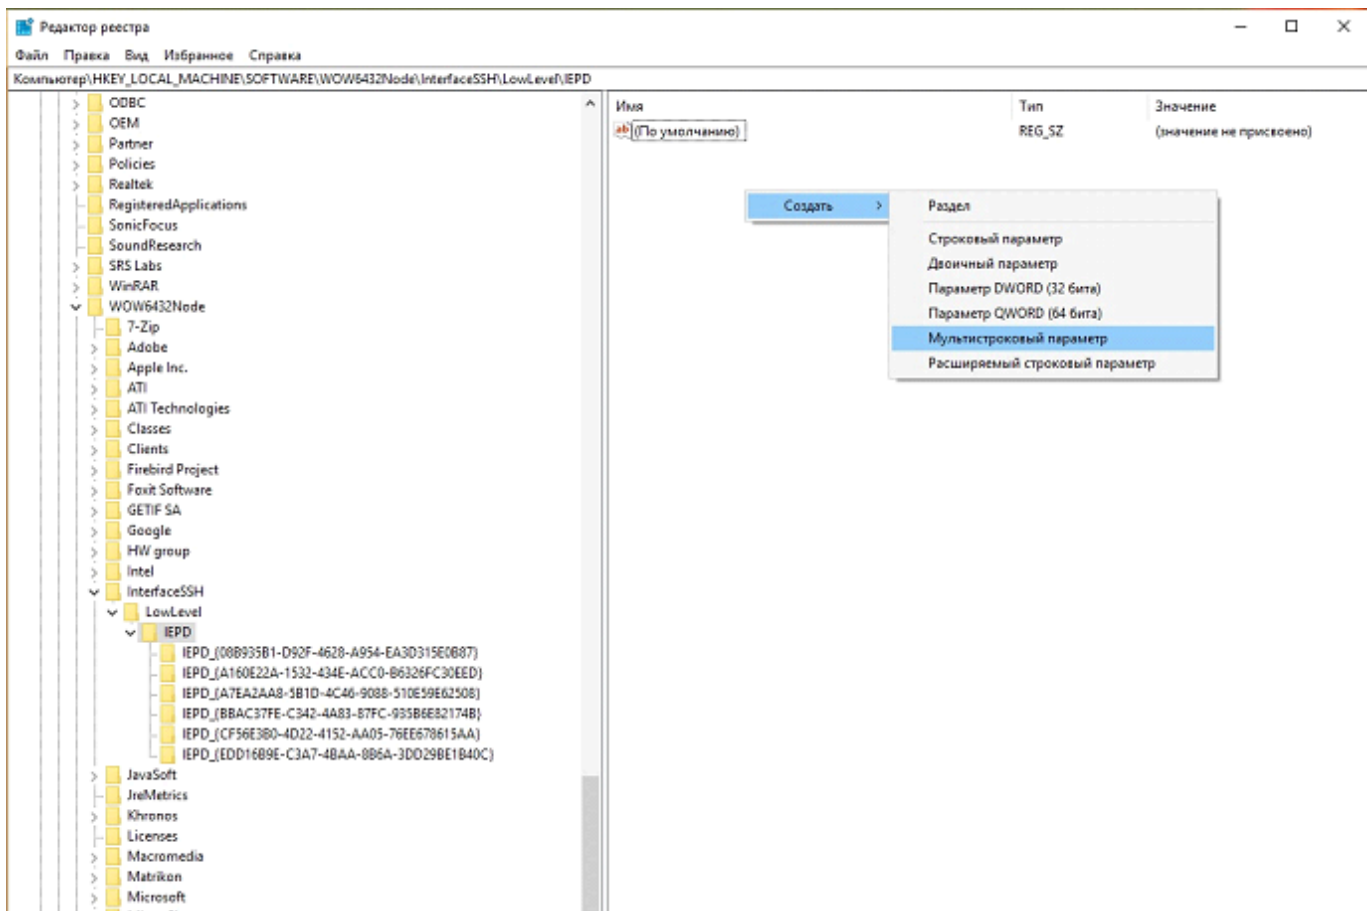 Редактор реестра
Файл Правка Вид Избранное Справка
Компьютер\HKEY_LOCAL_MACHINE\SOFTWARE\WOW6432Node\InterfaceSSH\LowLevel\IEPD
ODBC
OEM
Partner
Policies
Realtek
RegisteredApplications
SonicFocus
SoundResearch
SRS Labs
WinRAR
WOW6432Node
7-Zip
Adobe
Apple Inc.
ATI
ATI Technologies
Classes
Clients
Firebird Project
Foxit Software
GETIF SA
Google
HW group
Intel
InterfaceSSH
LowLevel
IEPD
IEPD_{08B935B1-D92F-4628-A954-EA3D315E0B87}
IEPD_{A160E22A-1532-434E-ACC0-B6326FC30EED}
IEPD_{A7EA2AA8-5B1D-4C46-9088-510E59E62508}
IEPD_{BBAC37FE-C342-4A83-87FC-935B6E82174B}
IEPD_{CF56E3B0-4D22-4152-AA05-76EE678615AA}
IEPD_{EDD16B9E-C3A7-4BAA-8B6A-3DD29BE1B40C}
JavaSoft
JreMetrics
Khronos
Licenses
Macromedia
Matrikon
Microsoft
Имя Тип Значение
(По умолчанию) REG_SZ (значение не присвоено)
Создать
Раздел
Строковый параметр
Двоичный параметр
Параметр DWORD (32 бита)
Параметр QWORD (64 бита)
Мультистроковый параметр
Расширяемый строковый параметр